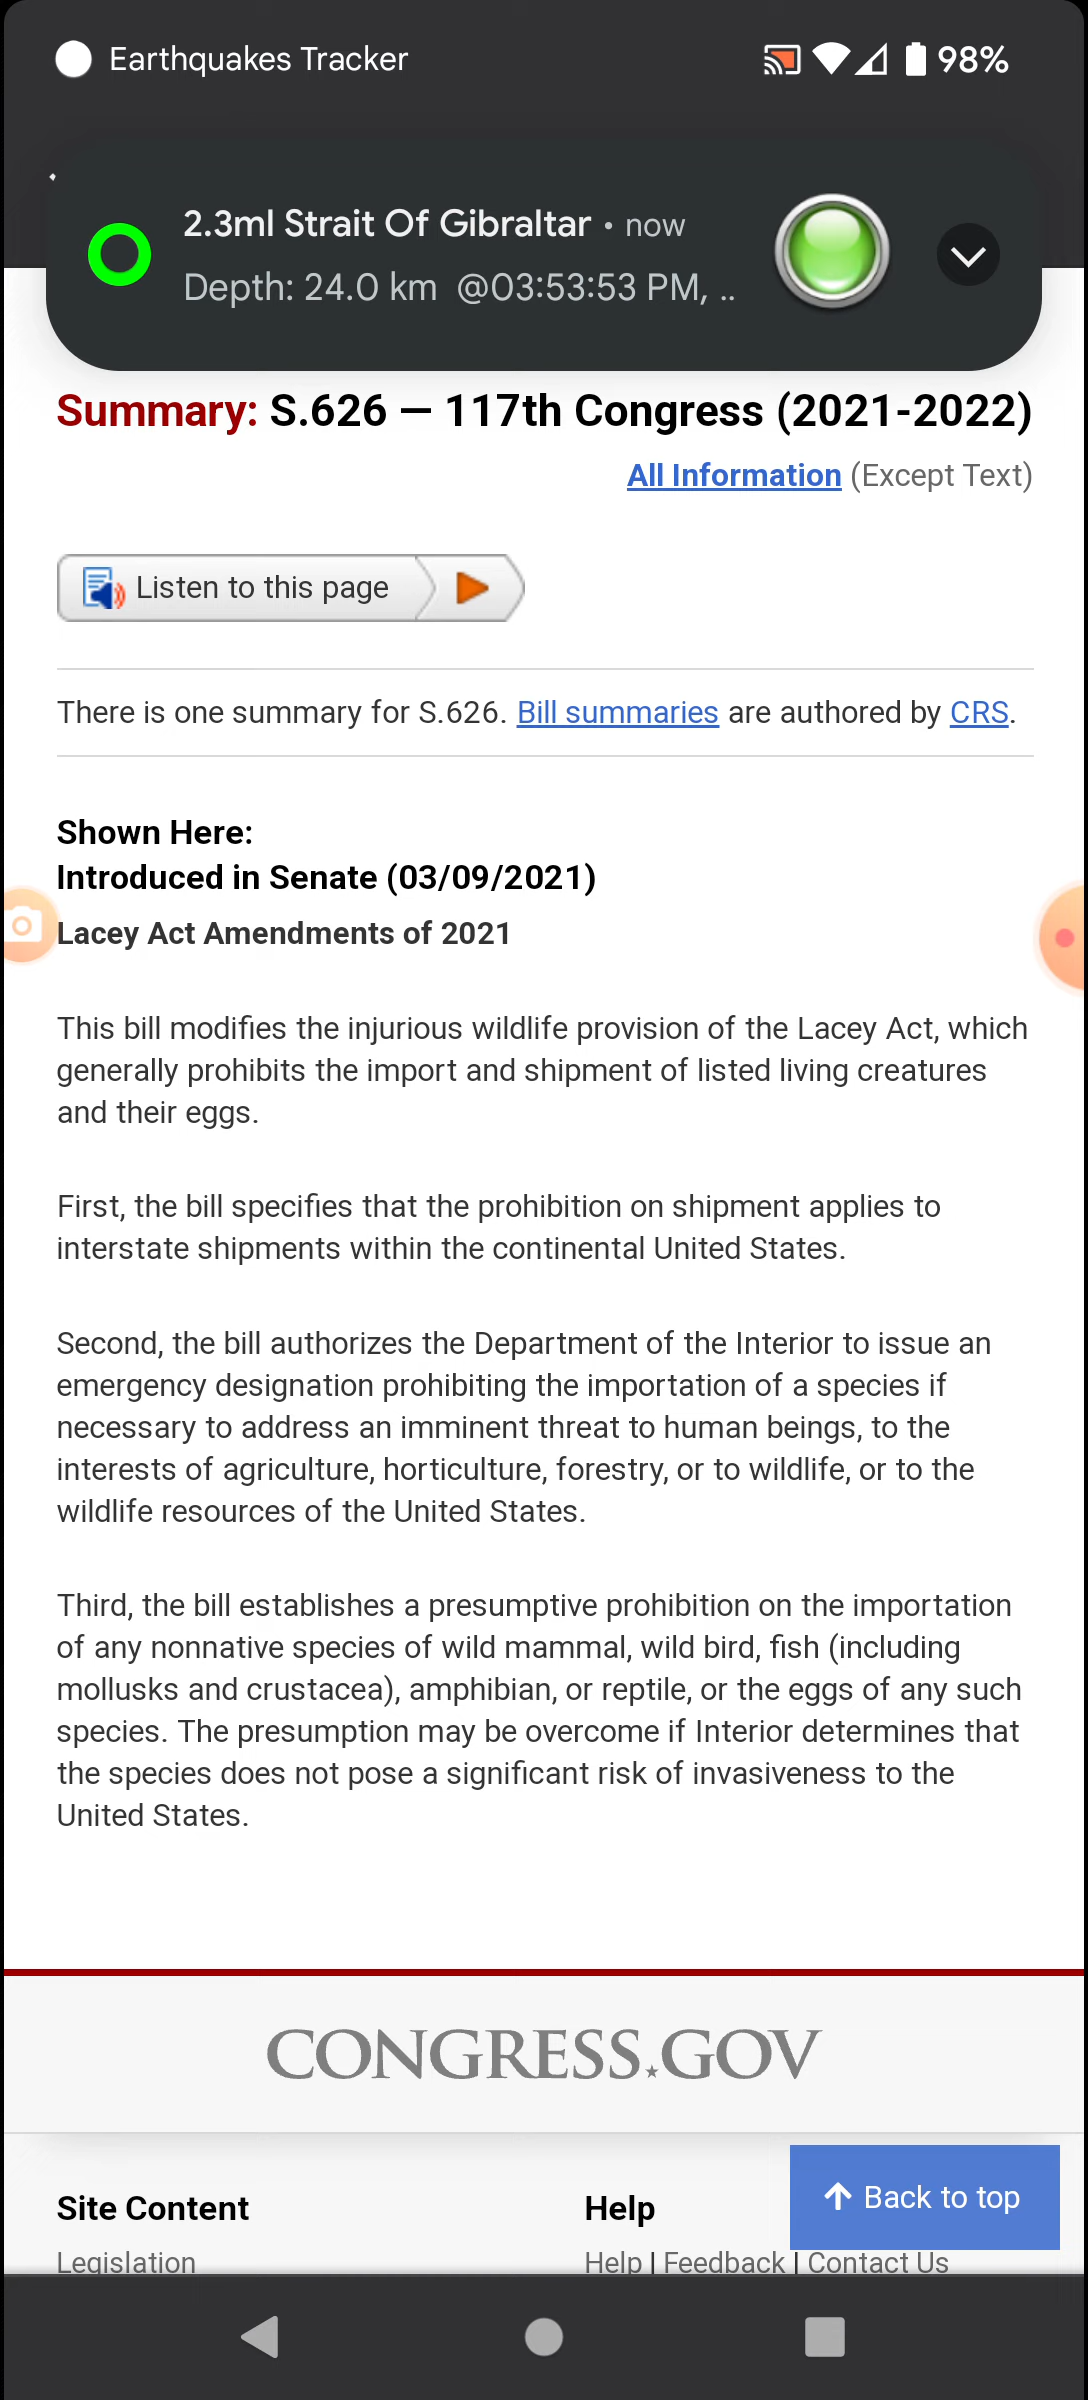 Earthquakes Tracker
98%
2.3ml Strait Of Gibraltar • now
Depth: 24.0 km @03:53:53 PM, ..
Summary: S.626 — 117th Congress (2021-2022)
All Information (Except Text)
Listen to this page
There is one summary for S.626. Bill summaries are authored by CRS.
Shown Here:
Introduced in Senate (03/09/2021)
Lacey Act Amendments of 2021
This bill modifies the injurious wildlife provision of the Lacey Act, which
generally prohibits the import and shipment of listed living creatures
and their eggs.
First, the bill specifies that the prohibition on shipment applies to
interstate shipments within the continental United States.
Second, the bill authorizes the Department of the Interior to issue an
emergency designation prohibiting the importation of a species if
necessary to address an imminent threat to human beings, to the
interests of agriculture, horticulture, forestry, or to wildlife, or to the
wildlife resources of the United States.
Third, the bill establishes a presumptive prohibition on the importation
of any nonnative species of wild mammal, wild bird, fish (including
mollusks and crustacea), amphibian, or reptile, or the eggs of any such
species. The presumption may be overcome if Interior determines that
the species does not pose a significant risk of invasiveness to the
United States.
CONGRESS.GOV
Back to top
Site Content
Legislation
Help
Help | Feedback | Contact Us